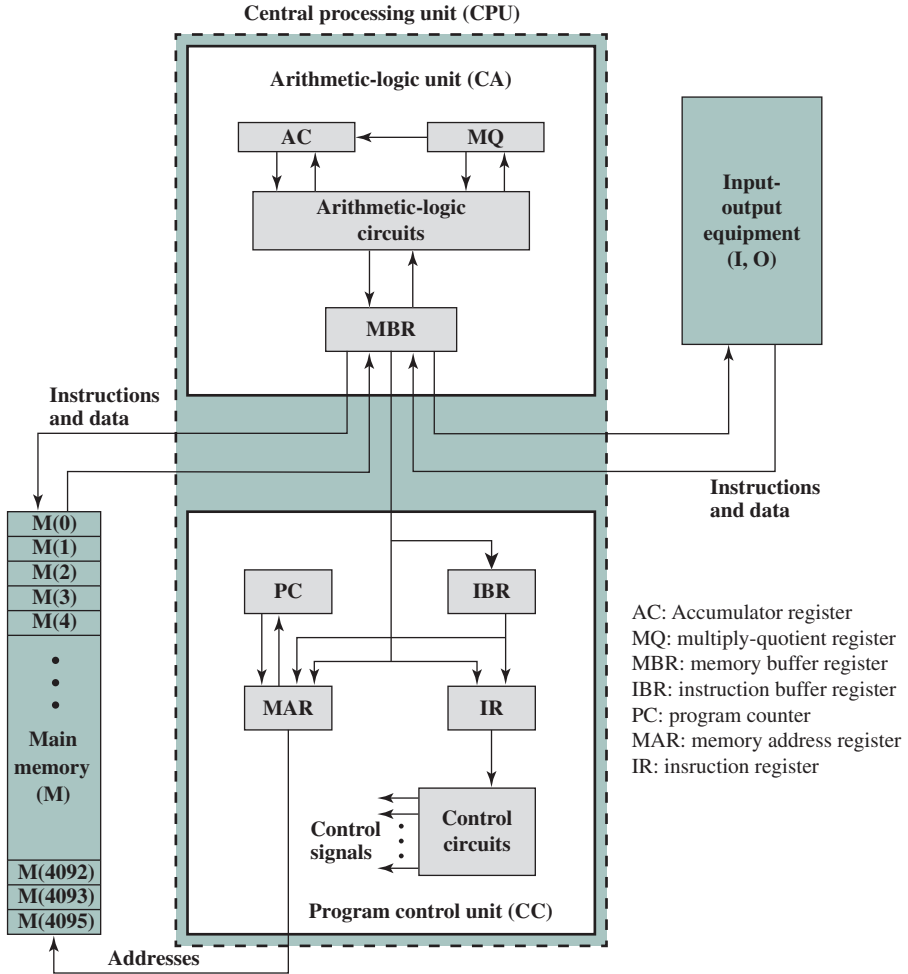 Central processing unit (CPU)
Arithmetic-logic unit (CA)
AC
MQ
Arithmetic-logic
circuits
MBR
Input-
output
equipment
(I, O)
Instructions
and data
Instructions
and data
M(0)
M(1)
M(2)
M(3)
M(4)
Main
memory
(M)
M(4092)
M(4093)
M(4095)
PC
IBR
MAR
IR
Control
signals
Control
circuits
Program control unit (CC)
Addresses
AC: Accumulator register
MQ: multiply-quotient register
MBR: memory buffer register
IBR: instruction buffer register
PC: program counter
MAR: memory address register
IR: insruction register